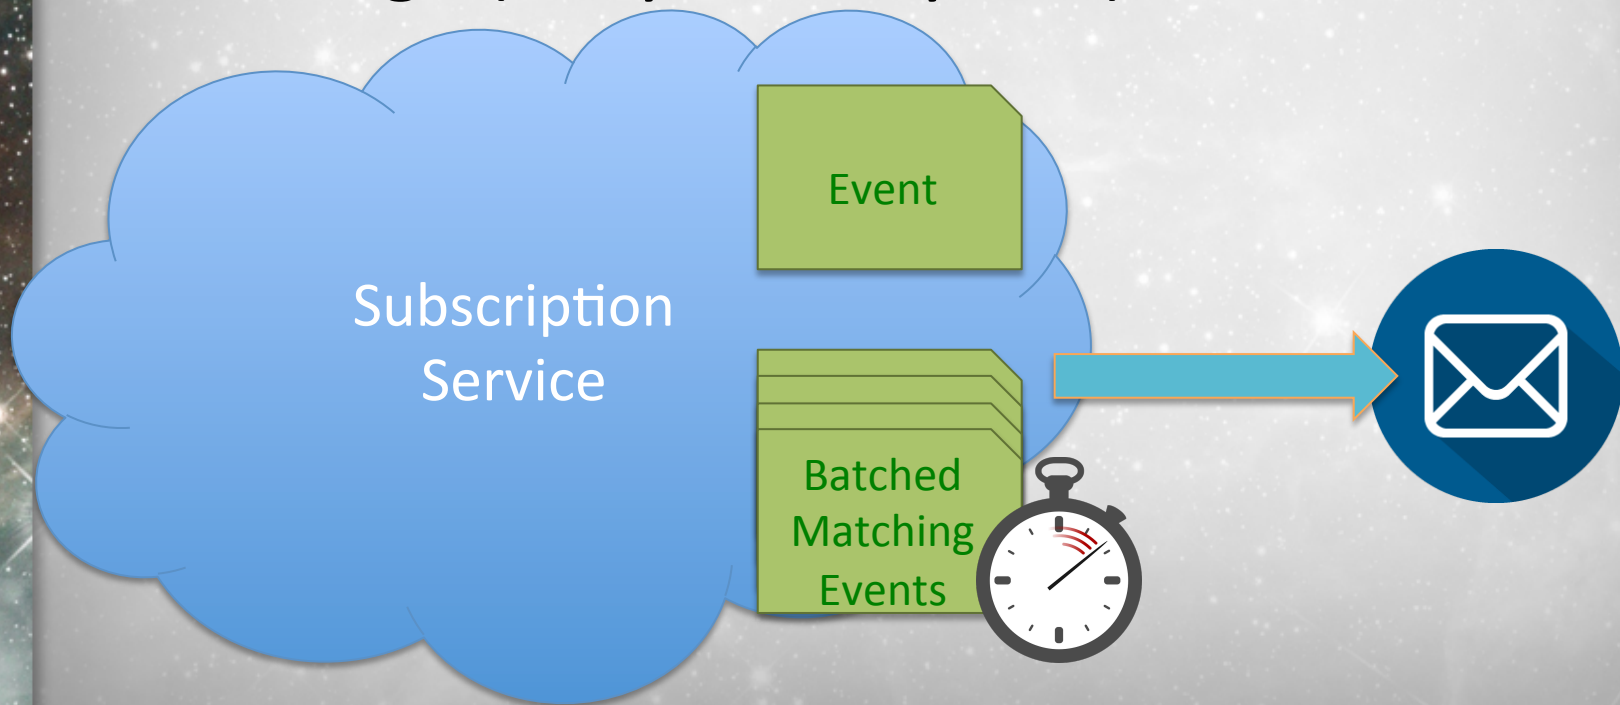 Event
Subscription
Service
Batched
Matching
Events